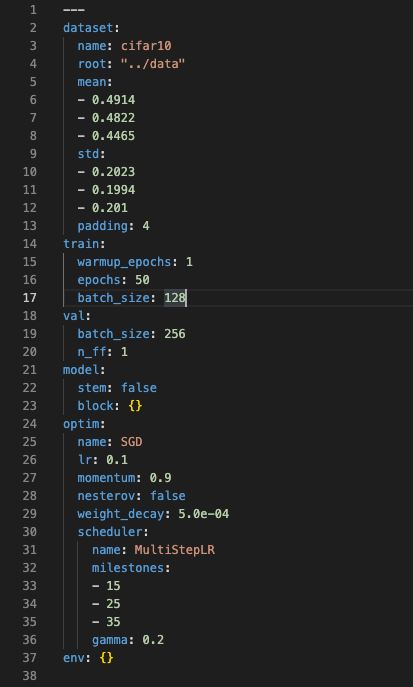 1 ---
2 dataset:
3   name: cifar10
4   root: "../data"
5   mean:
6   - 0.4914
7   - 0.4822
8   - 0.4465
9   std:
10   - 0.2023
11   - 0.1994
12   - 0.201
13   padding: 4
14 train:
15   warmup_epochs: 1
16   epochs: 50
17   batch_size: 128
18 val:
19   batch_size: 256
20   n_ff: 1
21 model:
22   stem: false
23   block: {}
24 optim:
25   name: SGD
26   lr: 0.1
27   momentum: 0.9
28   nesterov: false
29   weight_decay: 5.0e-04
30   scheduler:
31     name: MultiStepLR
32     milestones:
33     - 15
34     - 25
35     - 35
36     gamma: 0.2
37 env: {}
38